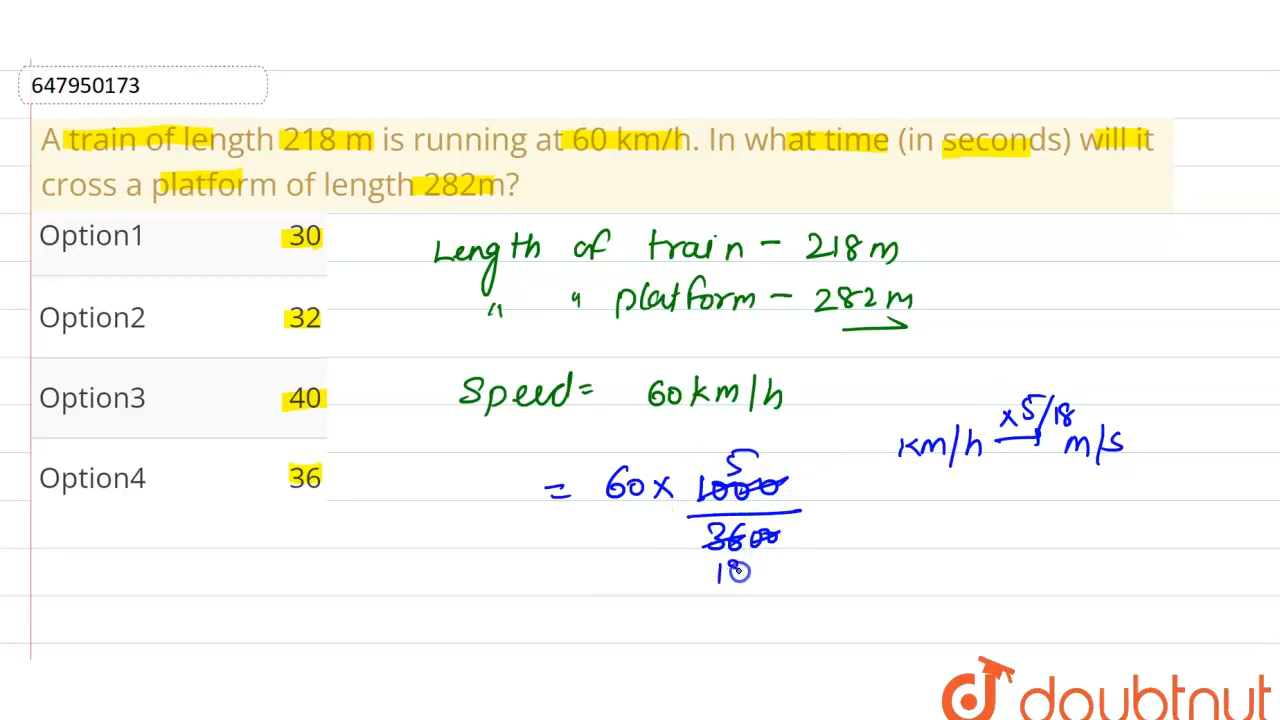 647950173
A train of length 218 m is running at 60 km/h. In what time (in seconds) will it
cross a platform of length 282m?
Option1 30
Option2 32
Option3 40
Option4 36
Length of train - 218m
" " platform - 282m
Speed= 60km/h
km/h ×5/18 m/s
= 60× 1000/3600
5
18
doubtnut